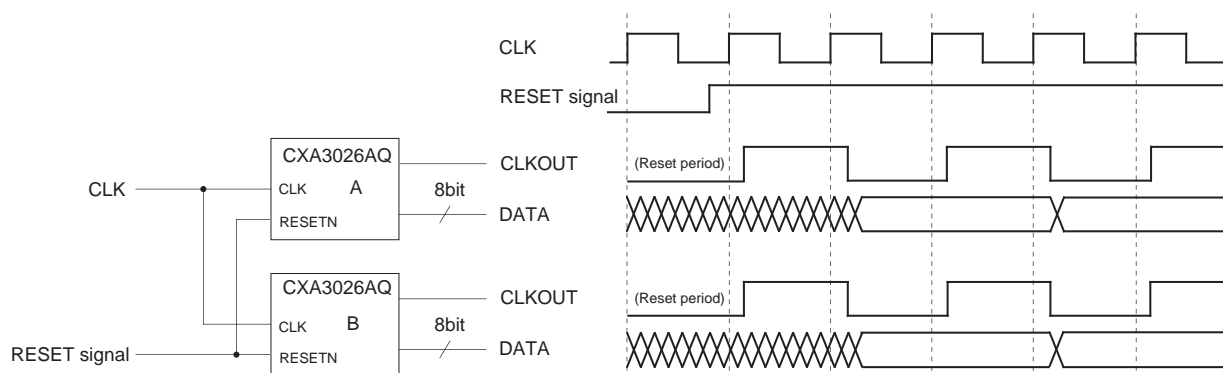 CLK
RESET signal
CXA3026AQ
CLKOUT
(Reset period)
CLK
CLK
A
8bit
RESETN
DATA
CXA3026AQ
CLKOUT
(Reset period)
CLK
B
8bit
RESET signal
RESETN
DATA